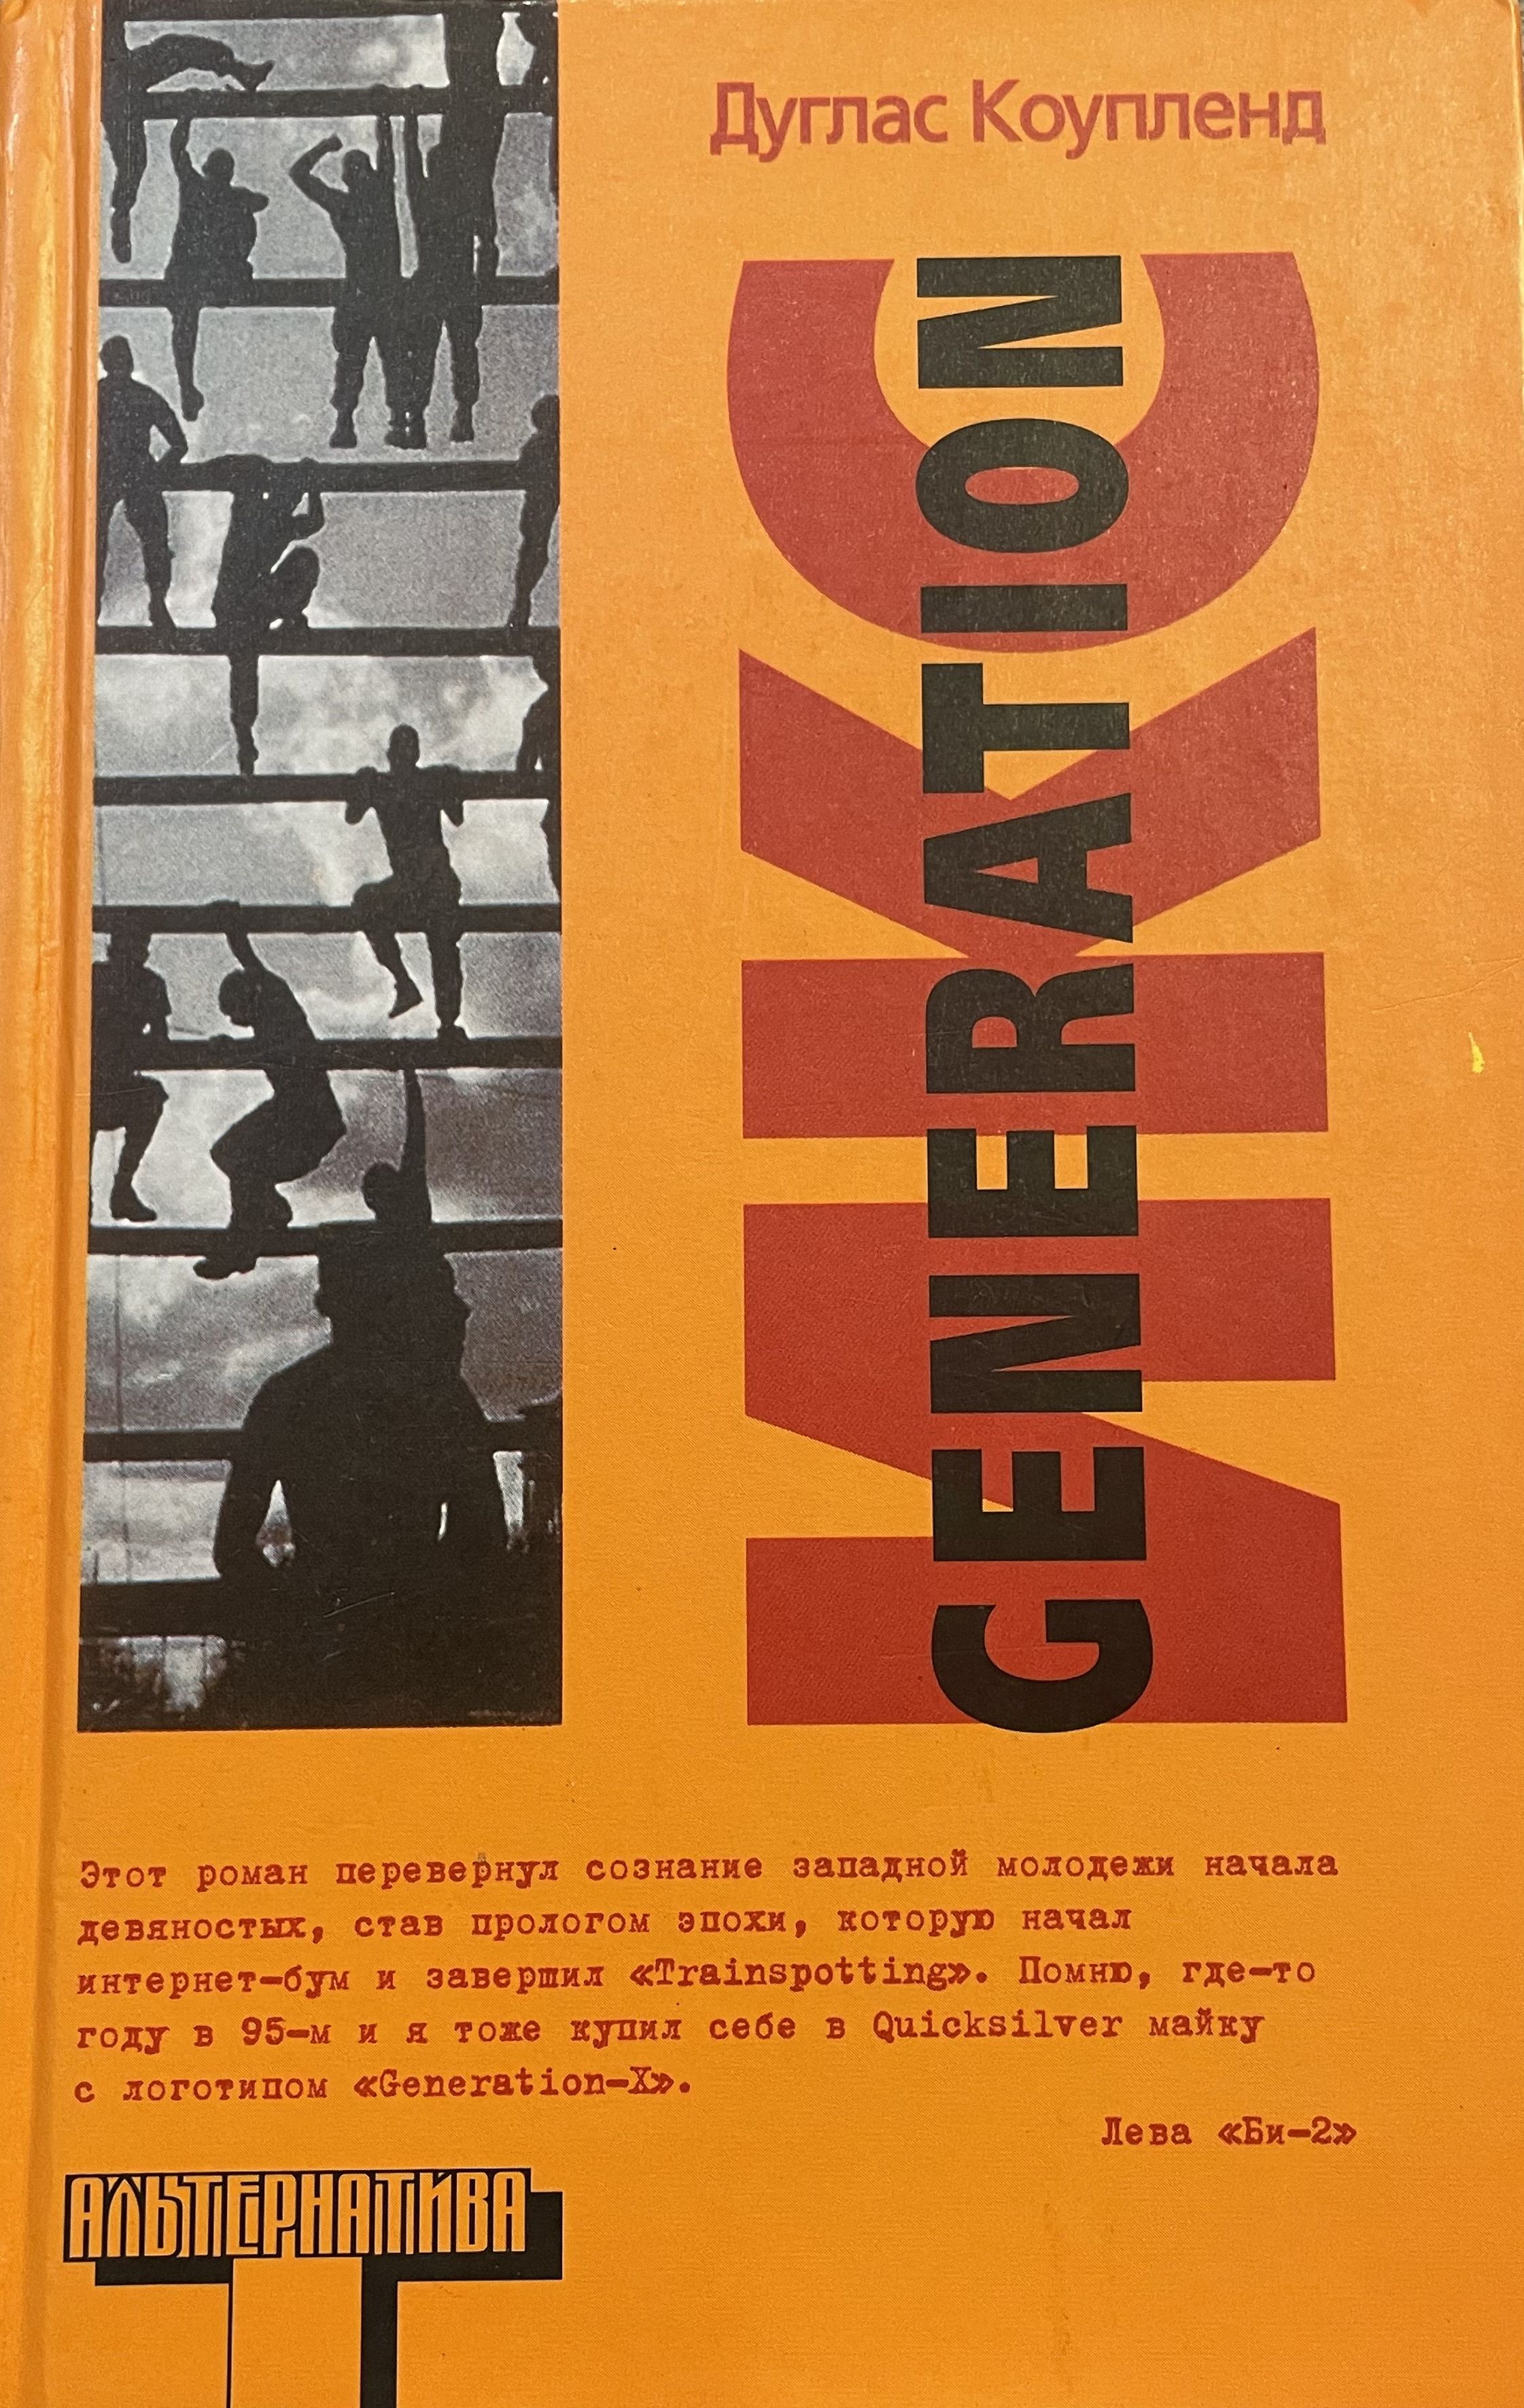 Дуглас Коупленд
GENERATION
ИКС
Этот роман перевернул сознание западной молодежи начала
девяностых, став прологом эпохи, которую начал
интернет-бум и завершил «Trainspotting». Помню, где-то
году в 95-м и я тоже купил себе в Quicksilver майку
с логотипом «Generation-X».
Лева «Би-2»
АЛЬТЕРНАТИВА